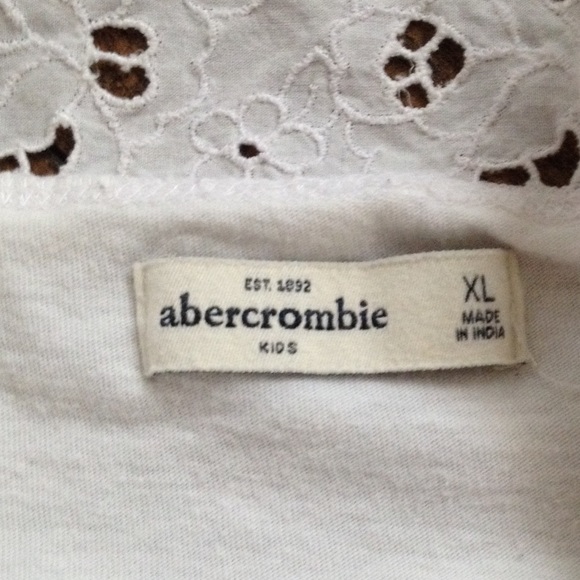 EST. 1892
abercrombie
KIDS
XL
MADE
IN INDIA